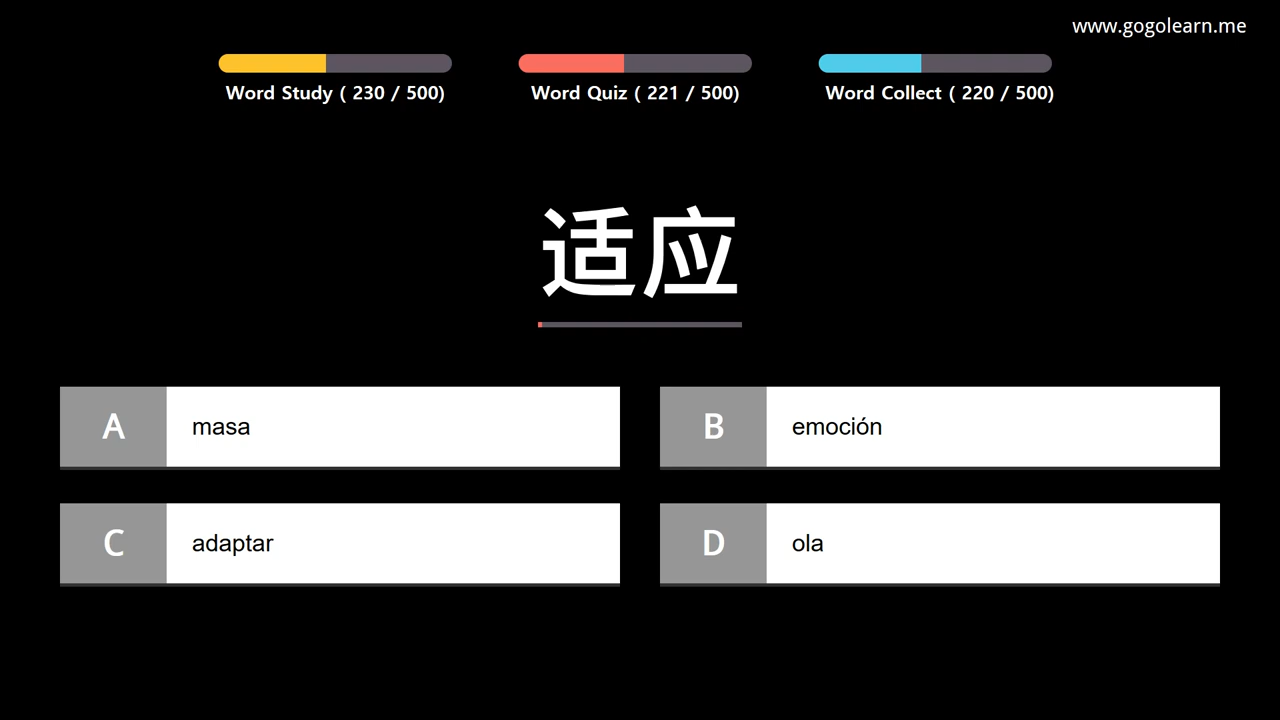 www.gogolearn.me
Word Study ( 230 / 500)
Word Quiz ( 221 / 500)
Word Collect ( 220 / 500)
适应
A masa
B emoción
C adaptar
D ola